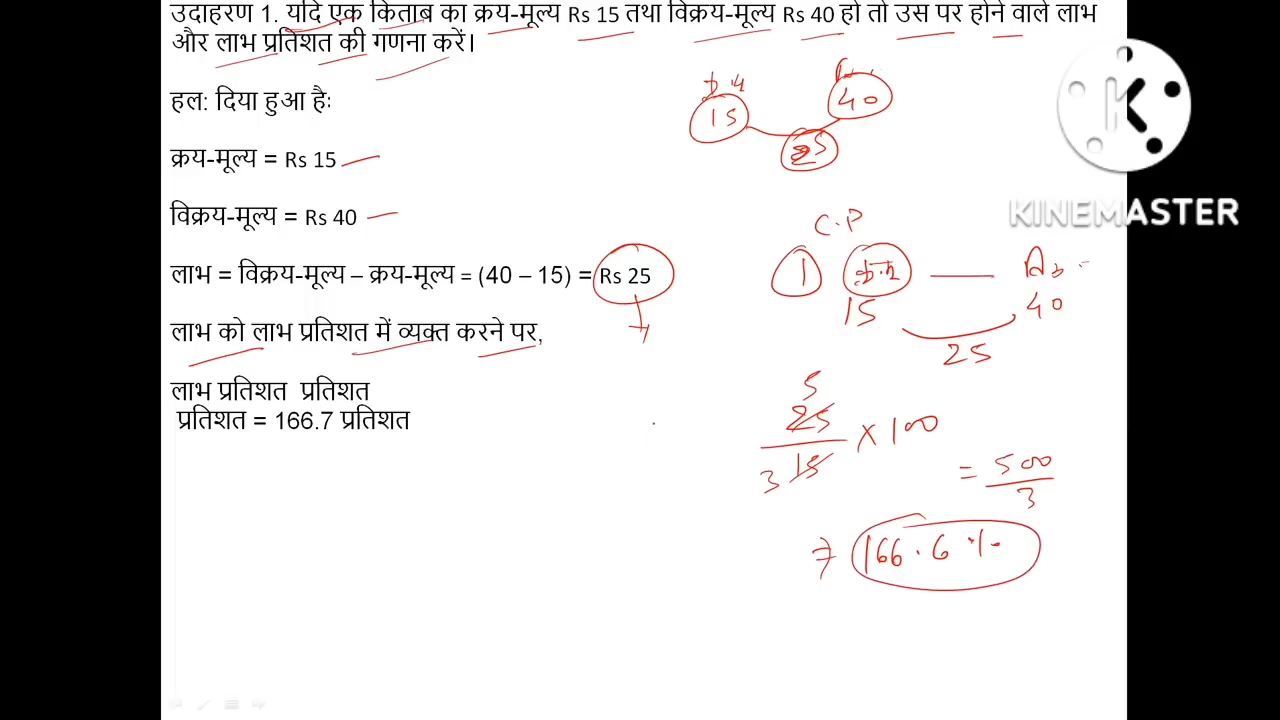 उदाहरण 1. यदि एक किताब का क्रय-मूल्य Rs 15 तथा विक्रय-मूल्य Rs 40 हो तो उस पर होने वाले लाभ
और लाभ प्रतिशत की गणना करें।
15
40
25
हल: दिया हुआ है:
क्रय-मूल्य = Rs 15
KINEMASTER
विक्रय-मूल्य = Rs 40
C.P
लाभ = विक्रय-मूल्य – क्रय-मूल्य = (40 – 15) = Rs 25
1
15
40
25
लाभ को लाभ प्रतिशत में व्यक्त करने पर,
लाभ प्रतिशत प्रतिशत
प्रतिशत = 166.7 प्रतिशत
5
25
3 15
× 100
= 500
3
166.6 %